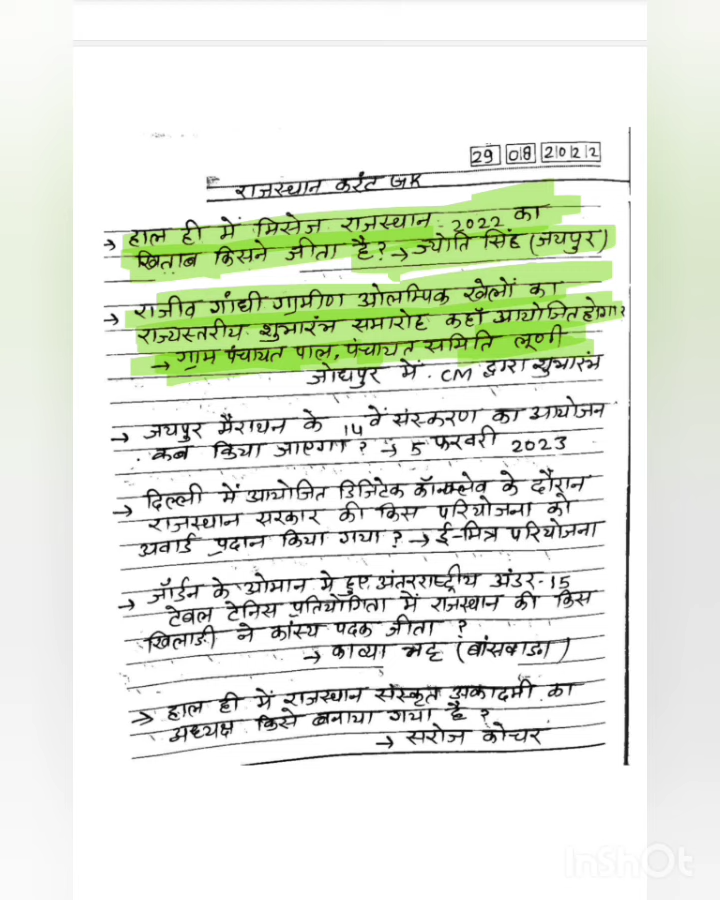 29 08 2022
राजस्थान करंट GK
→ हाल ही में मिसेज राजस्थान 2022 का
खिताब किसने जीता है? → ज्योति सिंह (जयपुर)
→ राजीव गांधी ग्रामीण ओलम्पिक खेलों का
राज्यस्तरीय शुभारंभ समारोह कहाँ आयोजित होगा?
→ ग्राम पंचायत पाल, पंचायत समिति लूणी
जोधपुर में CM द्वारा शुभारंभ
→ जयपुर मैराथन के 14 वें संस्करण का आयोजन
कब किया जाएगा? → 5 फरवरी 2023
→ दिल्ली में आयोजित डिजिटेक कॉन्क्लेव के दौरान
राजस्थान सरकार की किस परियोजना को
अवार्ड प्रदान किया गया? → ई-मित्र परियोजना
→ जॉर्डन के ओमान मे हुए अंतरराष्ट्रीय अंडर-15
टेबल टेनिस प्रतियोगिता में राजस्थान की किस
खिलाडी ने कांस्य पदक जीता?
→ काव्या भट्ट (बांसवाडा)
→ हाल ही में राजस्थान संस्कृत अकादमी का
अध्यक्ष किसे बनाया गया है?
→ सरोज कोचर
InShOt